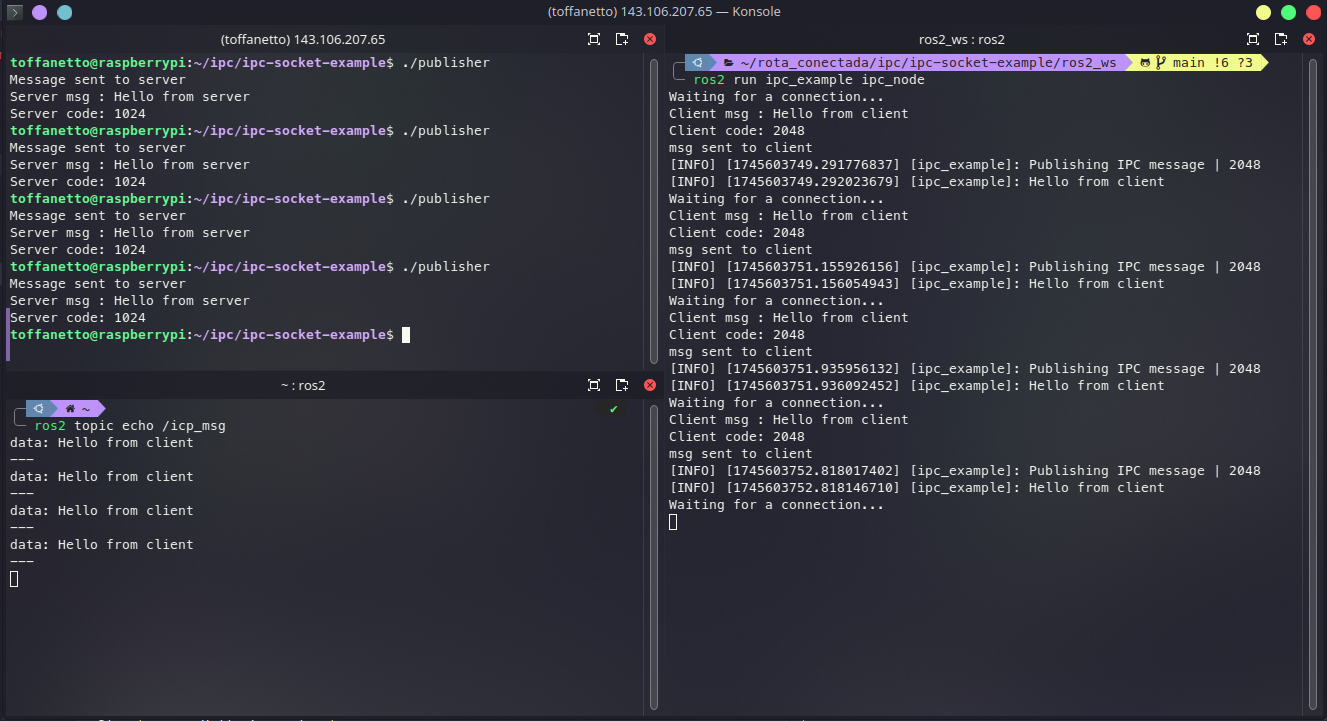 (toffanetto) 143.106.207.65 — Konsole
(toffanetto) 143.106.207.65
toffanetto@raspberrypi:~/ipc/ipc-socket-example$ ./publisher
Message sent to server
Server msg : Hello from server
Server code: 1024
toffanetto@raspberrypi:~/ipc/ipc-socket-example$ ./publisher
Message sent to server
Server msg : Hello from server
Server code: 1024
toffanetto@raspberrypi:~/ipc/ipc-socket-example$ ./publisher
Message sent to server
Server msg : Hello from server
Server code: 1024
toffanetto@raspberrypi:~/ipc/ipc-socket-example$ ./publisher
Message sent to server
Server msg : Hello from server
Server code: 1024
toffanetto@raspberrypi:~/ipc/ipc-socket-example$
~ : ros2
~
ros2 topic echo /icp_msg
data: Hello from client
---
data: Hello from client
---
data: Hello from client
---
data: Hello from client
---
ros2_ws : ros2
~/rota_conectada/ipc/ipc-socket-example/ros2_ws main !6 ?3
ros2 run ipc_example ipc_node
Waiting for a connection...
Client msg : Hello from client
Client code: 2048
msg sent to client
[INFO] [1745603749.291776837] [ipc_example]: Publishing IPC message | 2048
[INFO] [1745603749.292023679] [ipc_example]: Hello from client
Waiting for a connection...
Client msg : Hello from client
Client code: 2048
msg sent to client
[INFO] [1745603751.155926156] [ipc_example]: Publishing IPC message | 2048
[INFO] [1745603751.156054943] [ipc_example]: Hello from client
Waiting for a connection...
Client msg : Hello from client
Client code: 2048
msg sent to client
[INFO] [1745603751.935956132] [ipc_example]: Publishing IPC message | 2048
[INFO] [1745603751.936092452] [ipc_example]: Hello from client
Waiting for a connection...
Client msg : Hello from client
Client code: 2048
msg sent to client
[INFO] [1745603752.818017402] [ipc_example]: Publishing IPC message | 2048
[INFO] [1745603752.818146710] [ipc_example]: Hello from client
Waiting for a connection...